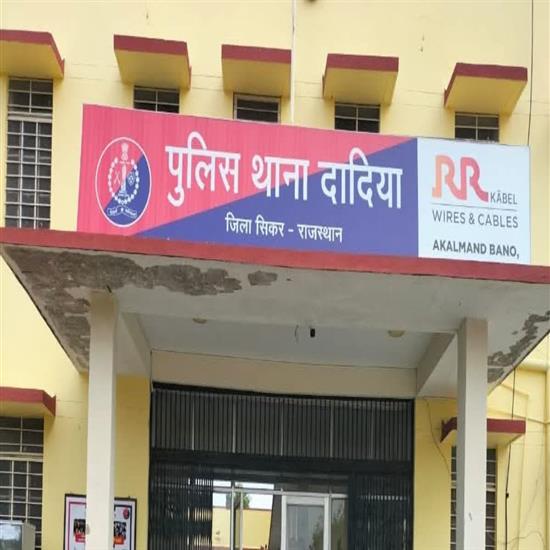 पुलिस थाना दादिया
जिला सिकर - राजस्थान
RR
KABEL
WIRES & CABLES
AKALMAND BANO,